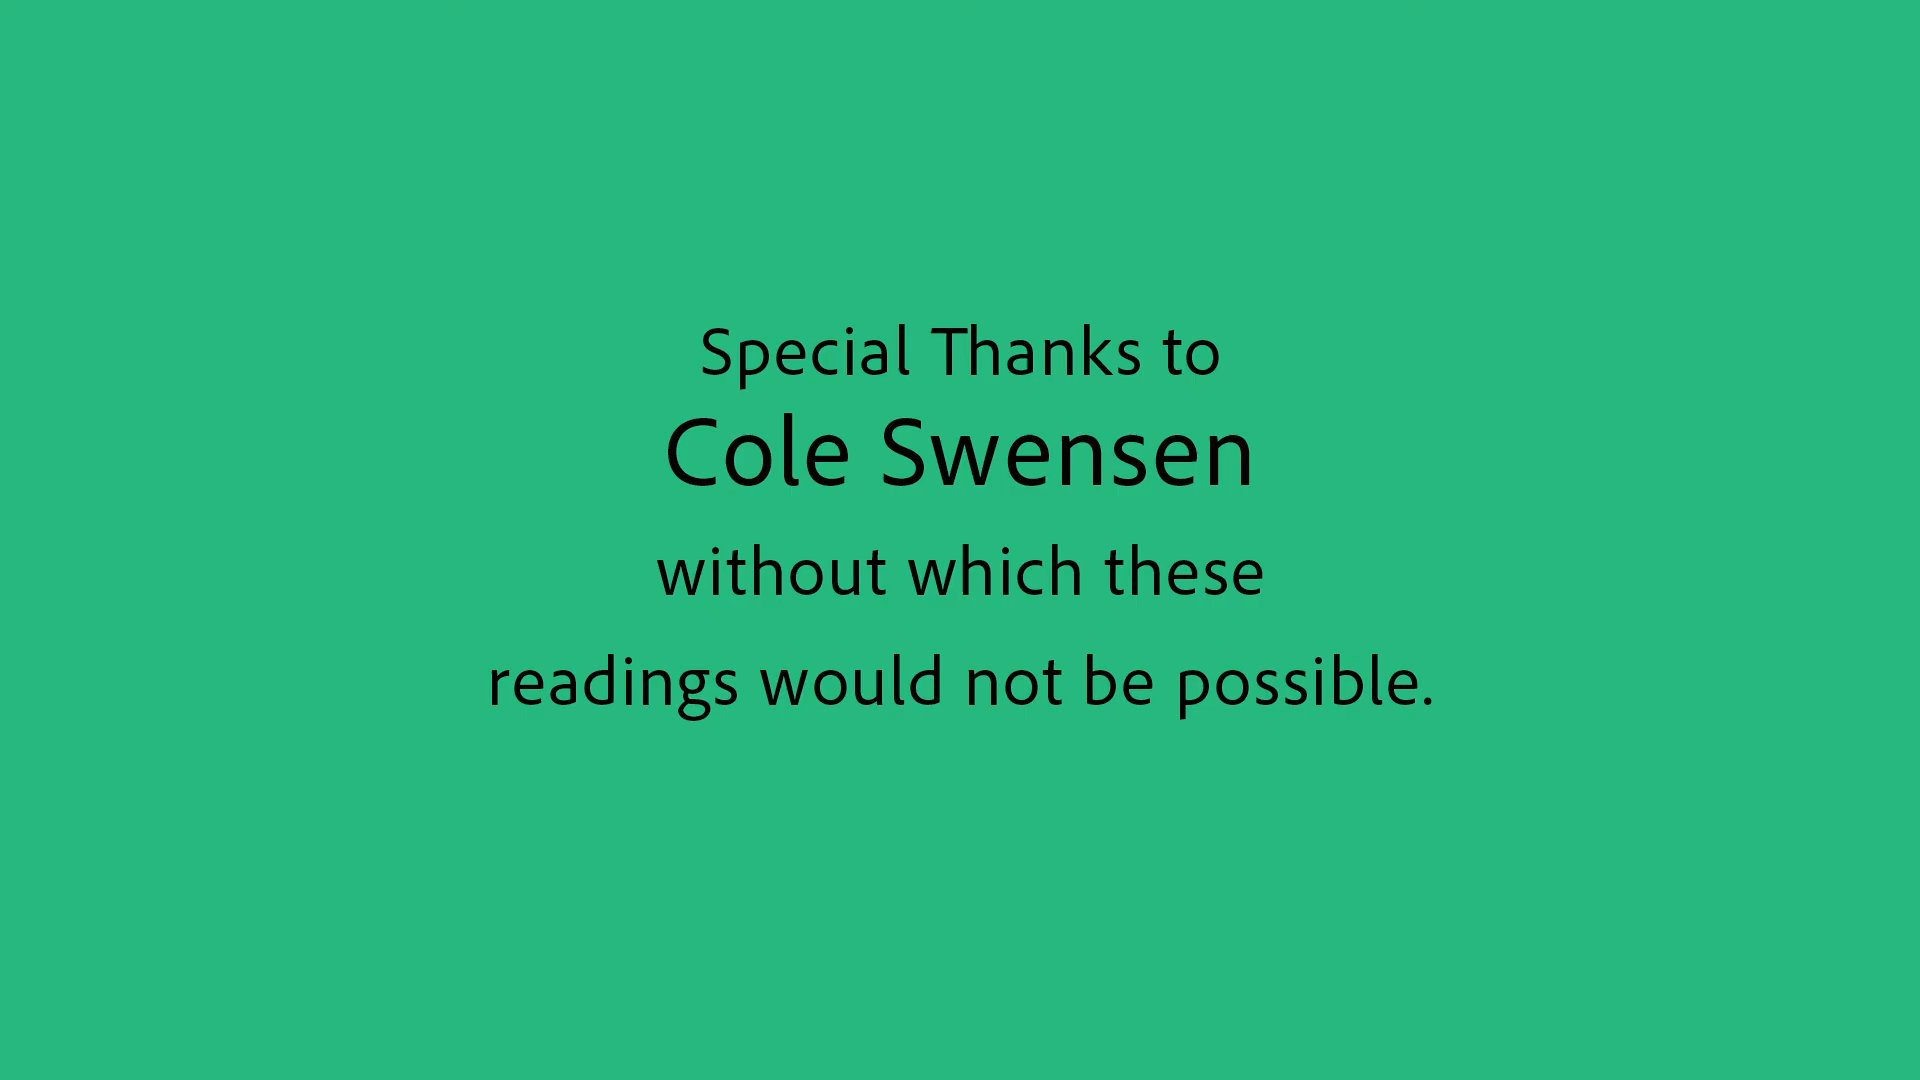 Special Thanks to
Cole Swensen
without which these
readings would not be possible.